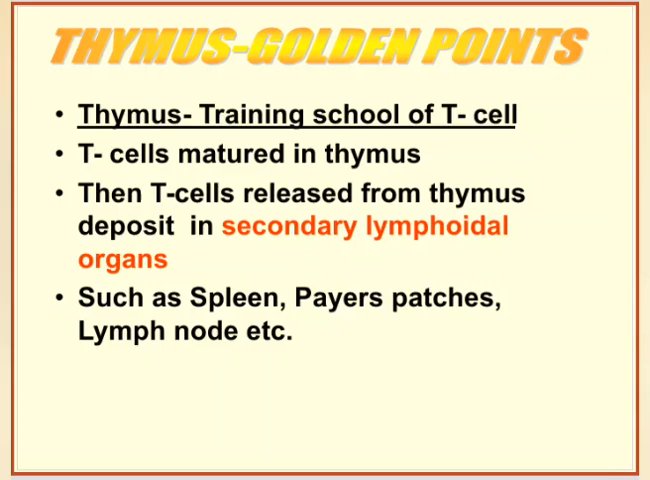 THYMUS-GOLDEN POINTS
• Thymus- Training school of T- cell
• T- cells matured in thymus
• Then T-cells released from thymus
deposit in secondary lymphoidal
organs
• Such as Spleen, Payers patches,
Lymph node etc.